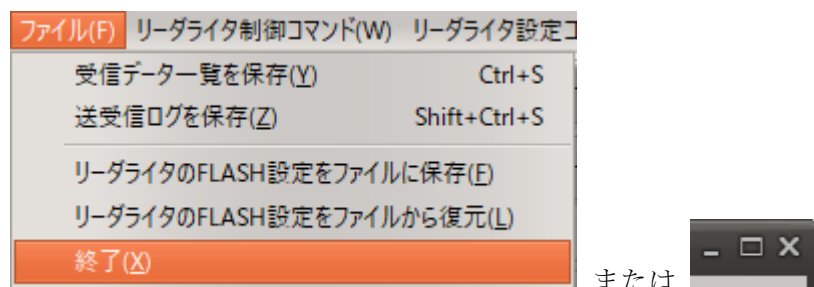 ファイル(F) リーダライタ制御コマンド(W) リーダライタ設定コ
受信データ一覧を保存(Y) Ctrl+S
送受信ログを保存(Z) Shift+Ctrl+S
リーダライタのFLASH設定をファイルに保存(F)
リーダライタのFLASH設定をファイルから復元(L)
終了(X)
または